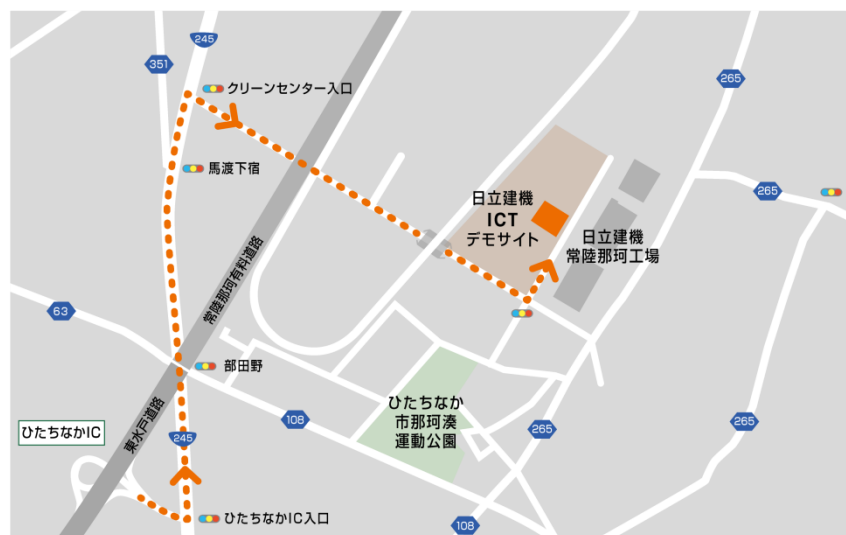 245
351
クリーンセンター入口
265
馬渡下宿
265
日立建機
ICT
デモサイト
日立建機
常陸那珂工場
常陸那珂有料道路
63
部田野
ひたちなか
市那珂湊
運動公園
東水戸道路
108
265
265
ひたちなかIC
245
ひたちなかIC入口
108